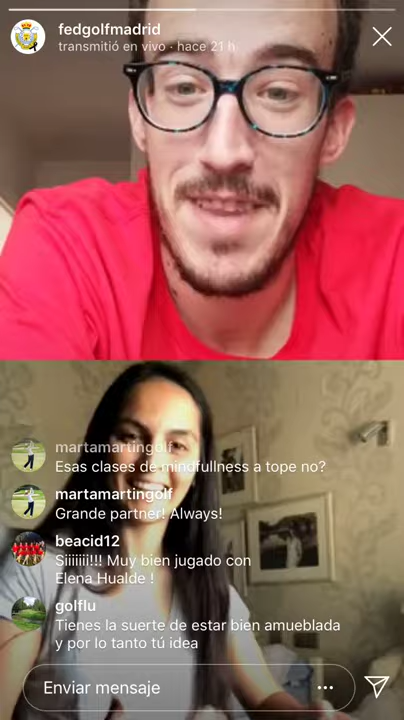 fedgolfmadrid
transmitió en vivo · hace 21 h
martamartingolf
Esas clases de mindfullness a tope no?
martamartingolf
Grande partner! Always!
beacid12
Siiiiiii!!! Muy bien jugado con
Elena Hualde !
golflu
Tienes la suerte de estar bien amueblada
y por lo tanto tú idea
Enviar mensaje